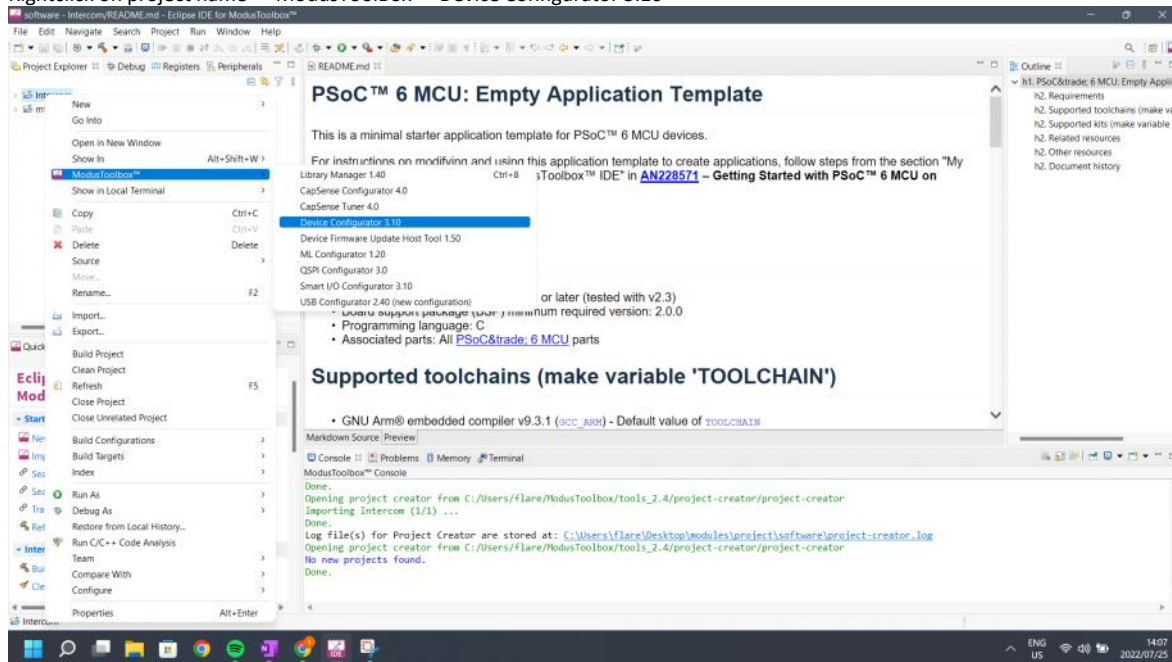 software - Intercom/README.md - Eclipse IDE for ModusToolbox™
File Edit Navigate Search Project Run Window Help
Project Explorer Debug Registers Peripherals
README.md
Outline
New
Go Into
Open in New Window
Show In Alt+Shift+W >
ModusToolbox™
Show in Local Terminal
Copy Ctrl+C
Paste Ctrl+V
Delete Delete
Source
Move...
Rename... F2
Import...
Export...
Build Project
Clean Project
Refresh F5
Close Project
Close Unrelated Project
Build Configurations
Build Targets
Index
Run As
Debug As
Restore from Local History...
Run C/C++ Code Analysis
Team
Compare With
Configure
Properties Alt+Enter
Library Manager 1.40 Ctrl+B
CapSense Configurator 4.0
CapSense Tuner 4.0
Device Configurator 3.10
Device Firmware Update Host Tool 1.50
ML Configurator 1.20
QSPI Configurator 3.0
Smart I/O Configurator 3.10
USB Configurator 2.40 (new configuration)
PSoC™ 6 MCU: Empty Application Template
This is a minimal starter application template for PSoC™ 6 MCU devices.
For instructions on modifying and using this application template to create applications, follow steps from the section "My
sToolbox™ IDE" in AN228571 – Getting Started with PSoC™ 6 MCU on
or later (tested with v2.3)
• Board support package (BSP) minimum required version: 2.0.0
• Programming language: C
• Associated parts: All PSoC&trade; 6 MCU parts
Supported toolchains (make variable 'TOOLCHAIN')
• GNU Arm® embedded compiler v9.3.1 (GCC_ARM) - Default value of TOOLCHAIN
Markdown Source Preview
h1. PSoC&trade; 6 MCU: Empty Appli
h2. Requirements
h2. Supported toolchains (make va
h2. Supported kits (make variable
h2. Related resources
h2. Other resources
h2. Document history
Console Problems Memory Terminal
ModusToolbox™ Console
Done.
Opening project creator from C:/Users/flare/ModusToolbox/tools_2.4/project-creator/project-creator
Importing Intercom (1/1) ...
Done.
Log file(s) for Project Creator are stored at: C:\Users\flare\Desktop\modules\project\software\project-creator.log
Opening project creator from C:/Users/flare/ModusToolbox/tools_2.4/project-creator/project-creator
No new projects found.
Done.
Quick
Eclip
Mod
Start
Inter
Intercom
ENG
US
14:07
2022/07/25